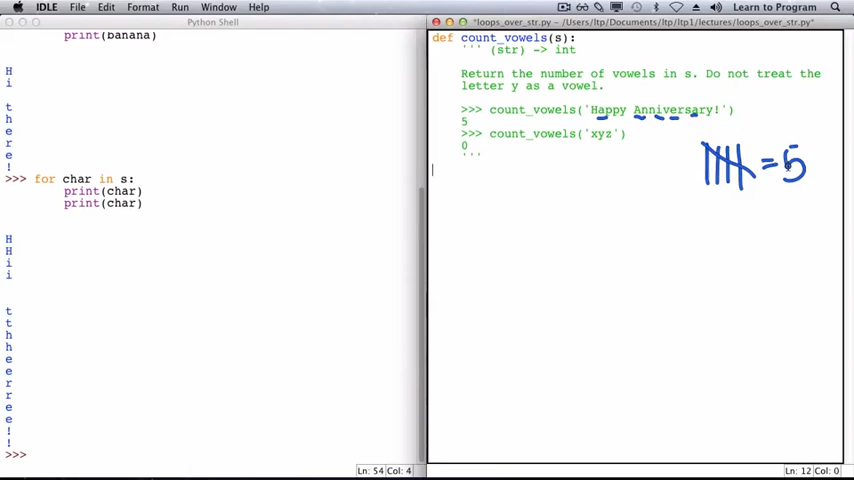 IDLE File Edit Format Run Window Help Learn to Program
Python Shell
print(banana)
H
i
t
h
e
r
e
!
>>> for char in s:
print(char)
print(char)
H
H
i
i
t
t
h
h
e
e
r
r
e
e
!
!
>>>
Ln: 54 Col: 4
*loops_over_str.py - /Users/ltp/Documents/ltp/ltp1/lectures/loops_over_str.py*
def count_vowels(s):
''' (str) -> int
Return the number of vowels in s. Do not treat the
letter y as a vowel.
>>> count_vowels('Happy Anniversary!')
5
>>> count_vowels('xyz')
0
'''
= 5
Ln: 12 Col: 0